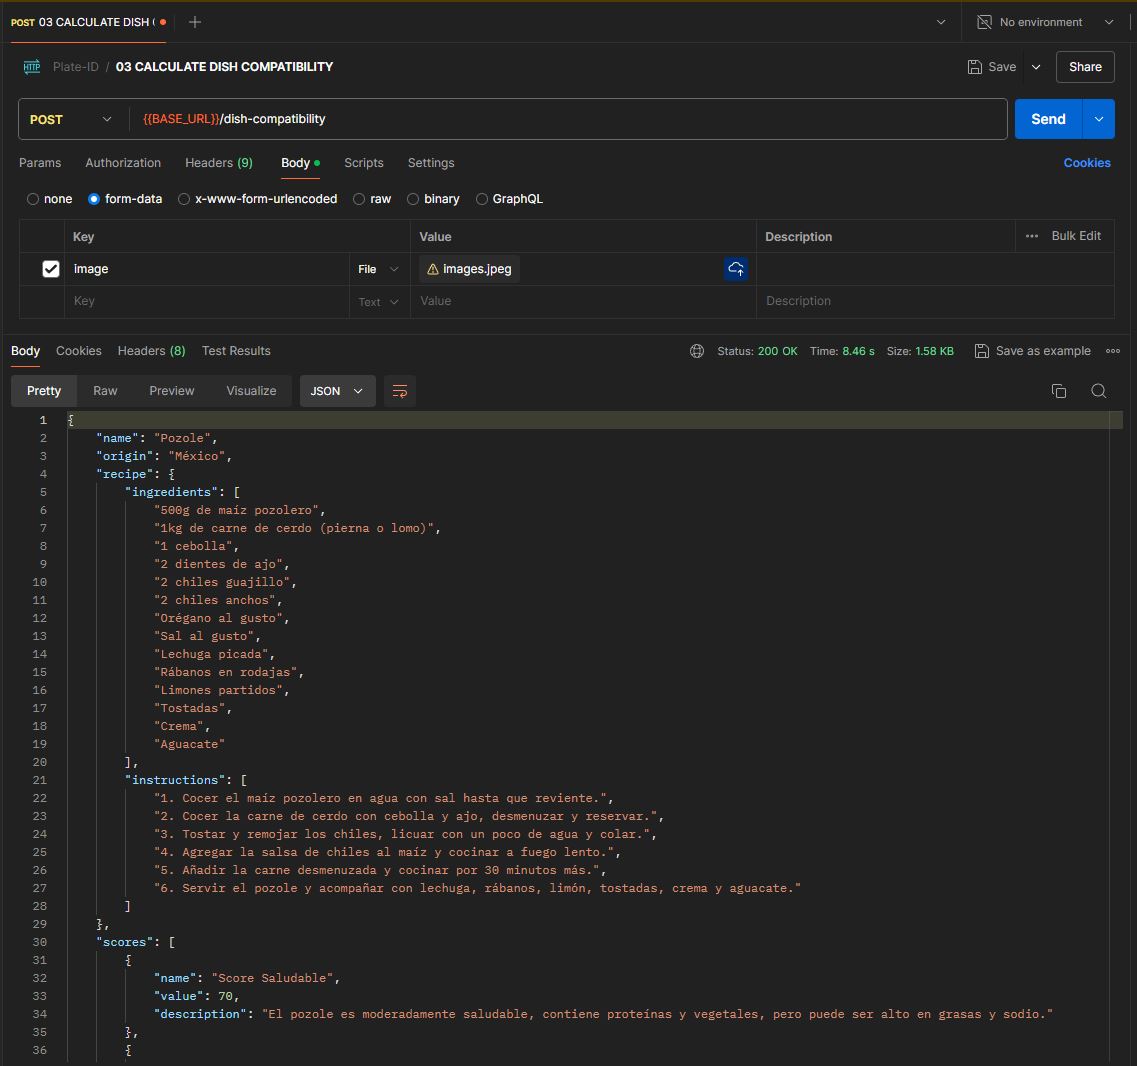 POST 03 CALCULATE DISH (
No environment
HTTP Plate-ID / 03 CALCULATE DISH COMPATIBILITY
Save
Share
POST {{BASE_URL}}/dish-compatibility
Send
Params Authorization Headers (9) Body Scripts Settings Cookies
none form-data x-www-form-urlencoded raw binary GraphQL
Key Value Description ••• Bulk Edit
image File images.jpeg
Key Text Value Description
Body Cookies Headers (8) Test Results Status: 200 OK Time: 8.46 s Size: 1.58 KB Save as example
Pretty Raw Preview Visualize JSON
1 {
2 "name": "Pozole",
3 "origin": "México",
4 "recipe": {
5 "ingredients": [
6 "500g de maíz pozolero",
7 "1kg de carne de cerdo (pierna o lomo)",
8 "1 cebolla",
9 "2 dientes de ajo",
10 "2 chiles guajillo",
11 "2 chiles anchos",
12 "Orégano al gusto",
13 "Sal al gusto",
14 "Lechuga picada",
15 "Rábanos en rodajas",
16 "Limones partidos",
17 "Tostadas",
18 "Crema",
19 "Aguacate"
20 ],
21 "instructions": [
22 "1. Cocer el maíz pozolero en agua con sal hasta que reviente.",
23 "2. Cocer la carne de cerdo con cebolla y ajo, desmenuzar y reservar.",
24 "3. Tostar y remojar los chiles, licuar con un poco de agua y colar.",
25 "4. Agregar la salsa de chiles al maíz y cocinar a fuego lento.",
26 "5. Añadir la carne desmenuzada y cocinar por 30 minutos más.",
27 "6. Servir el pozole y acompañar con lechuga, rábanos, limón, tostadas, crema y aguacate."
28 ]
29 },
30 "scores": [
31 {
32 "name": "Score Saludable",
33 "value": 70,
34 "description": "El pozole es moderadamente saludable, contiene proteínas y vegetales, pero puede ser alto en grasas y sodio."
35 },
36 {